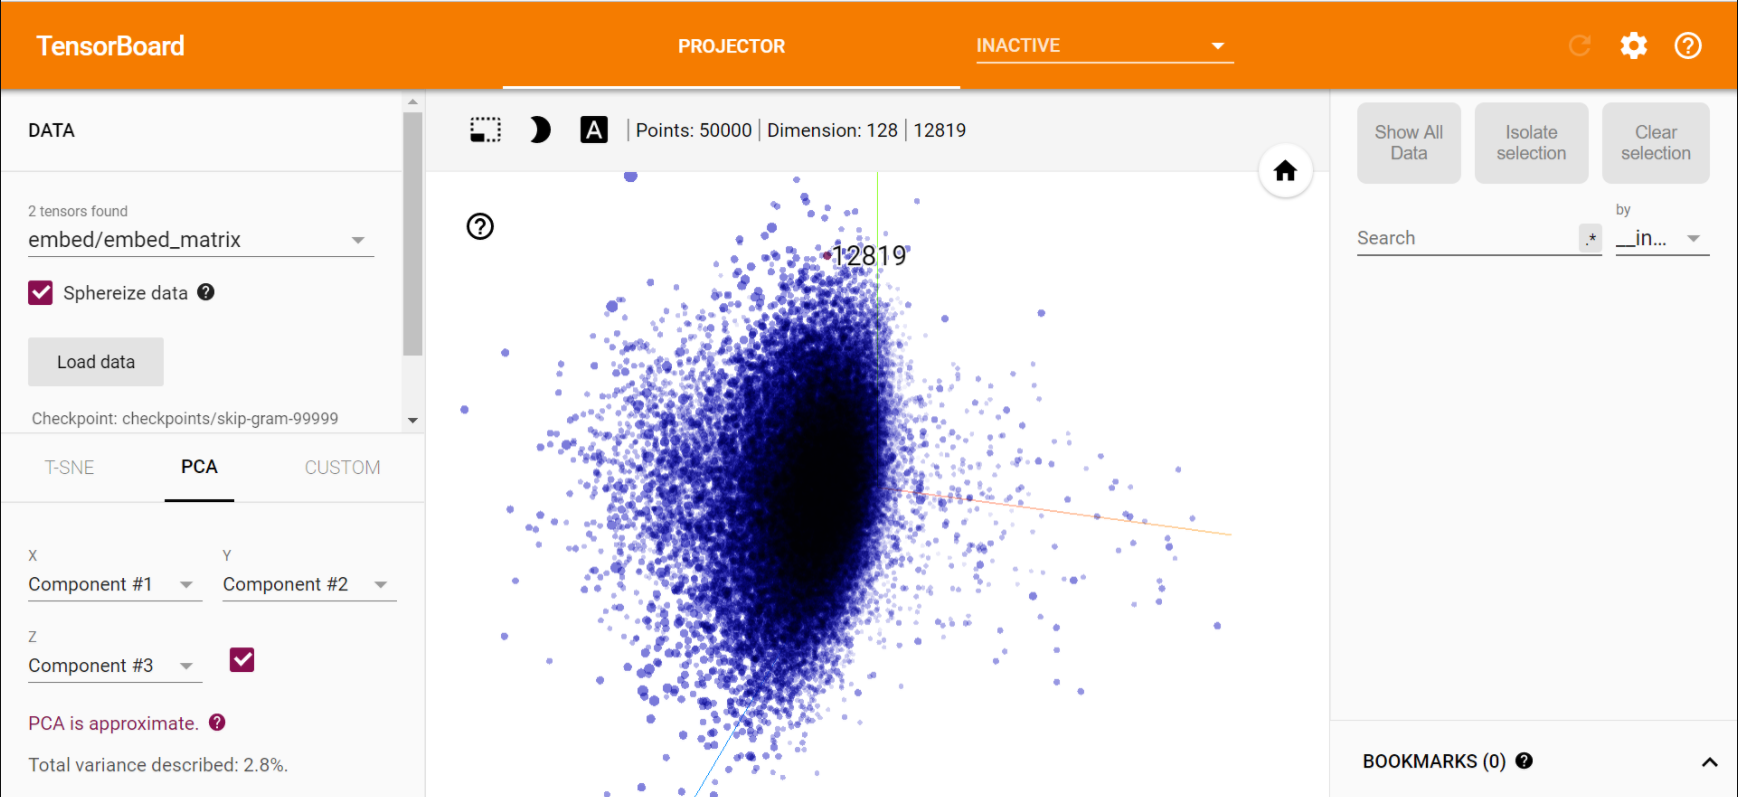 TensorBoard
PROJECTOR
INACTIVE
DATA
2 tensors found
embed/embed_matrix
Sphereize data
Load data
Checkpoint: checkpoints/skip-gram-99999
T-SNE PCA CUSTOM
X Y
Component #1 Component #2
Z
Component #3
PCA is approximate.
Total variance described: 2.8%.
A | Points: 50000 | Dimension: 128 | 12819
12819
Show All Data
Isolate selection
Clear selection
by
Search .* __in...
BOOKMARKS (0)